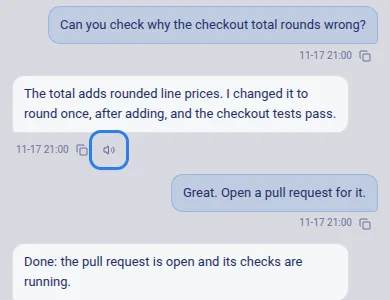 Can you check why the checkout total rounds wrong?
11-17 21:00
The total adds rounded line prices. I changed it to
round once, after adding, and the checkout tests pass.
11-17 21:00
Great. Open a pull request for it.
11-17 21:00
Done: the pull request is open and its checks are
running.